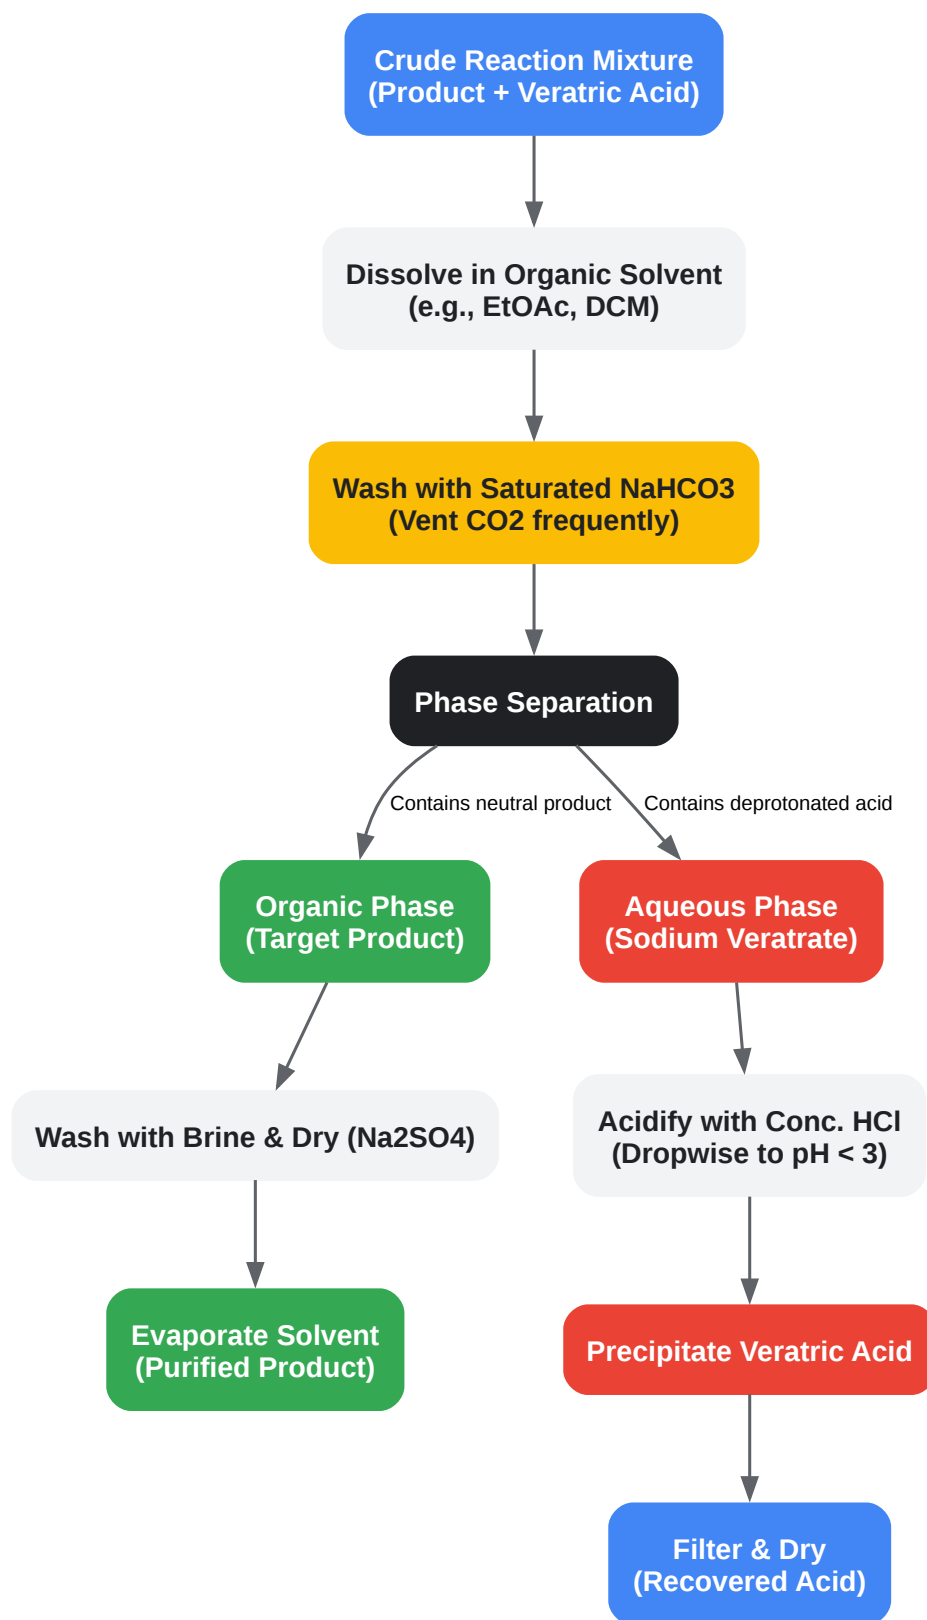 Crude Reaction Mixture
(Product + Veratric Acid)
Dissolve in Organic Solvent
(e.g., EtOAc, DCM)
Wash with Saturated NaHCO3
(Vent CO2 frequently)
Phase Separation
Contains neutral product
Contains deprotonated acid
Organic Phase
(Target Product)
Aqueous Phase
(Sodium Veratrate)
Wash with Brine & Dry (Na2SO4)
Acidify with Conc. HCl
(Dropwise to pH < 3)
Evaporate Solvent
(Purified Product)
Precipitate Veratric Acid
Filter & Dry
(Recovered Acid)